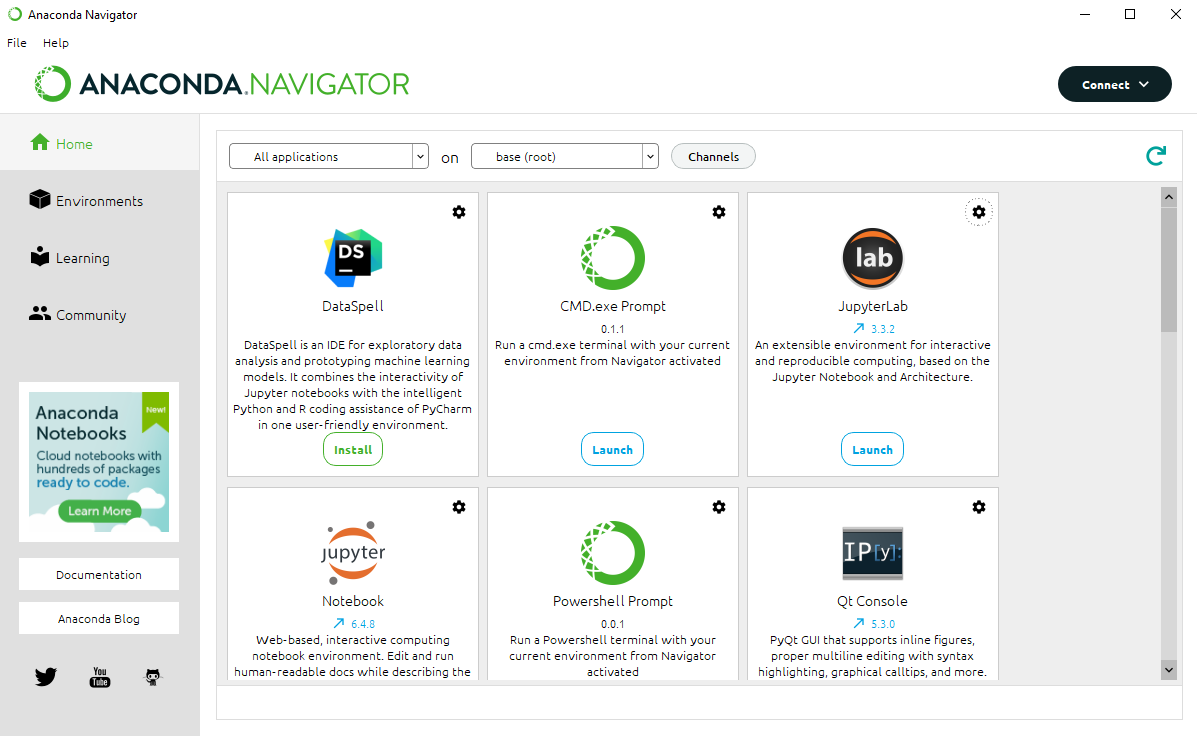 Anaconda Navigator
File Help
ANACONDA.NAVIGATOR
Connect
Home
Environments
Learning
Community
Anaconda
Notebooks
New!
Cloud notebooks with
hundreds of packages
ready to code.
Learn More
Documentation
Anaconda Blog
You
Tube
All applications on base (root) Channels
DS
DataSpell
DataSpell is an IDE for exploratory data
analysis and prototyping machine learning
models. It combines the interactivity of
Jupyter notebooks with the intelligent
Python and R coding assistance of PyCharm
in one user-friendly environment.
Install
CMD.exe Prompt
0.1.1
Run a cmd.exe terminal with your current
environment from Navigator activated
Launch
lab
JupyterLab
3.3.2
An extensible environment for interactive
and reproducible computing, based on the
Jupyter Notebook and Architecture.
Launch
jupyter
Notebook
6.4.8
Web-based, interactive computing
notebook environment. Edit and run
human-readable docs while describing the
Powershell Prompt
0.0.1
Run a Powershell terminal with your
current environment from Navigator
activated
IP[y]:
Qt Console
5.3.0
PyQt GUI that supports inline figures,
proper multiline editing with syntax
highlighting, graphical calltips, and more.